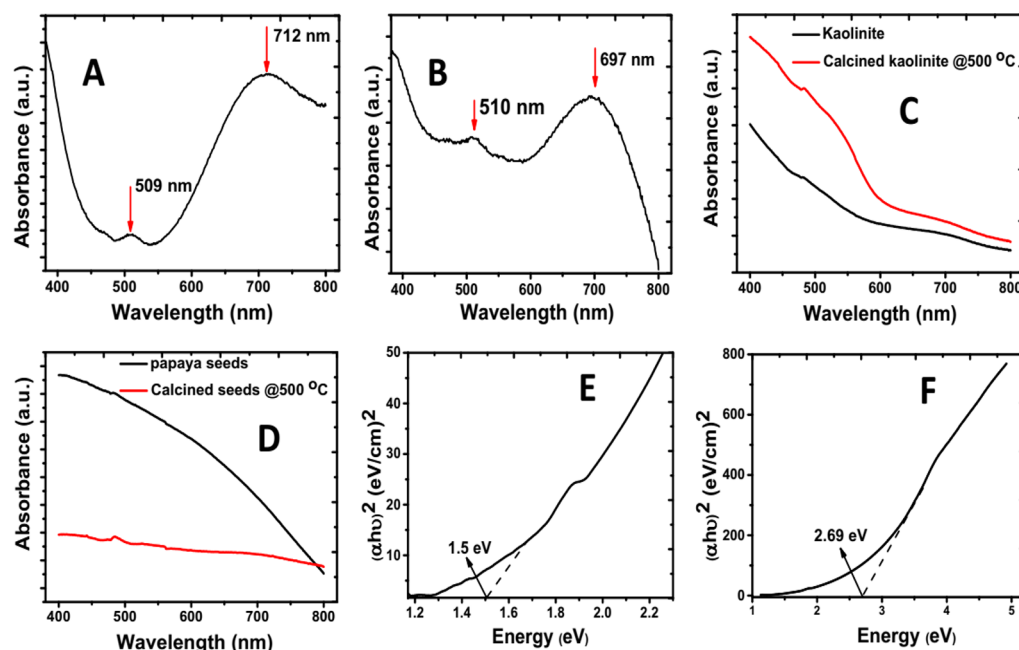 A
712 nm
509 nm
Absorbance (a.u.)
400 500 600 700 800
Wavelength (nm)
B
697 nm
510 nm
Absorbance (a.u.)
400 500 600 700 800
Wavelength (nm)
Kaolinite
Calcined kaolinite @500 ºC
C
Absorbance (a.u.)
400 500 600 700 800
Wavelength (nm)
papaya seeds
Calcined seeds @500 ºC
D
Absorbance (a.u.)
400 500 600 700 800
Wavelength (nm)
50
40
30
20
10
E
1.5 eV
(αhυ)² (eV/cm)²
1.2 1.4 1.6 1.8 2.0 2.2
Energy (eV)
800
600
400
200
0
F
2.69 eV
(αhυ)² (eV/cm)²
1 2 3 4 5
Energy (eV)